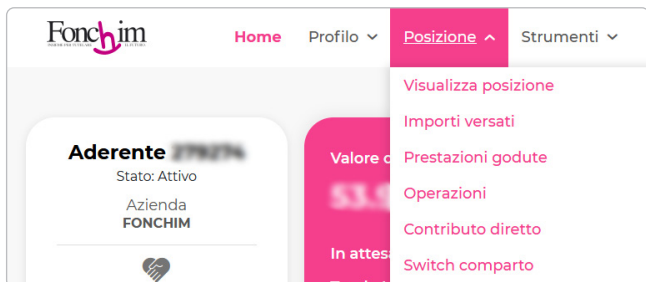 Fonchim
Home Profilo Posizione Strumenti
Visualizza posizione
Importi versati
Prestazioni godute
Operazioni
Contributo diretto
Switch comparto
Aderente
Stato: Attivo
Azienda
FONCHIM
Valore
In attes